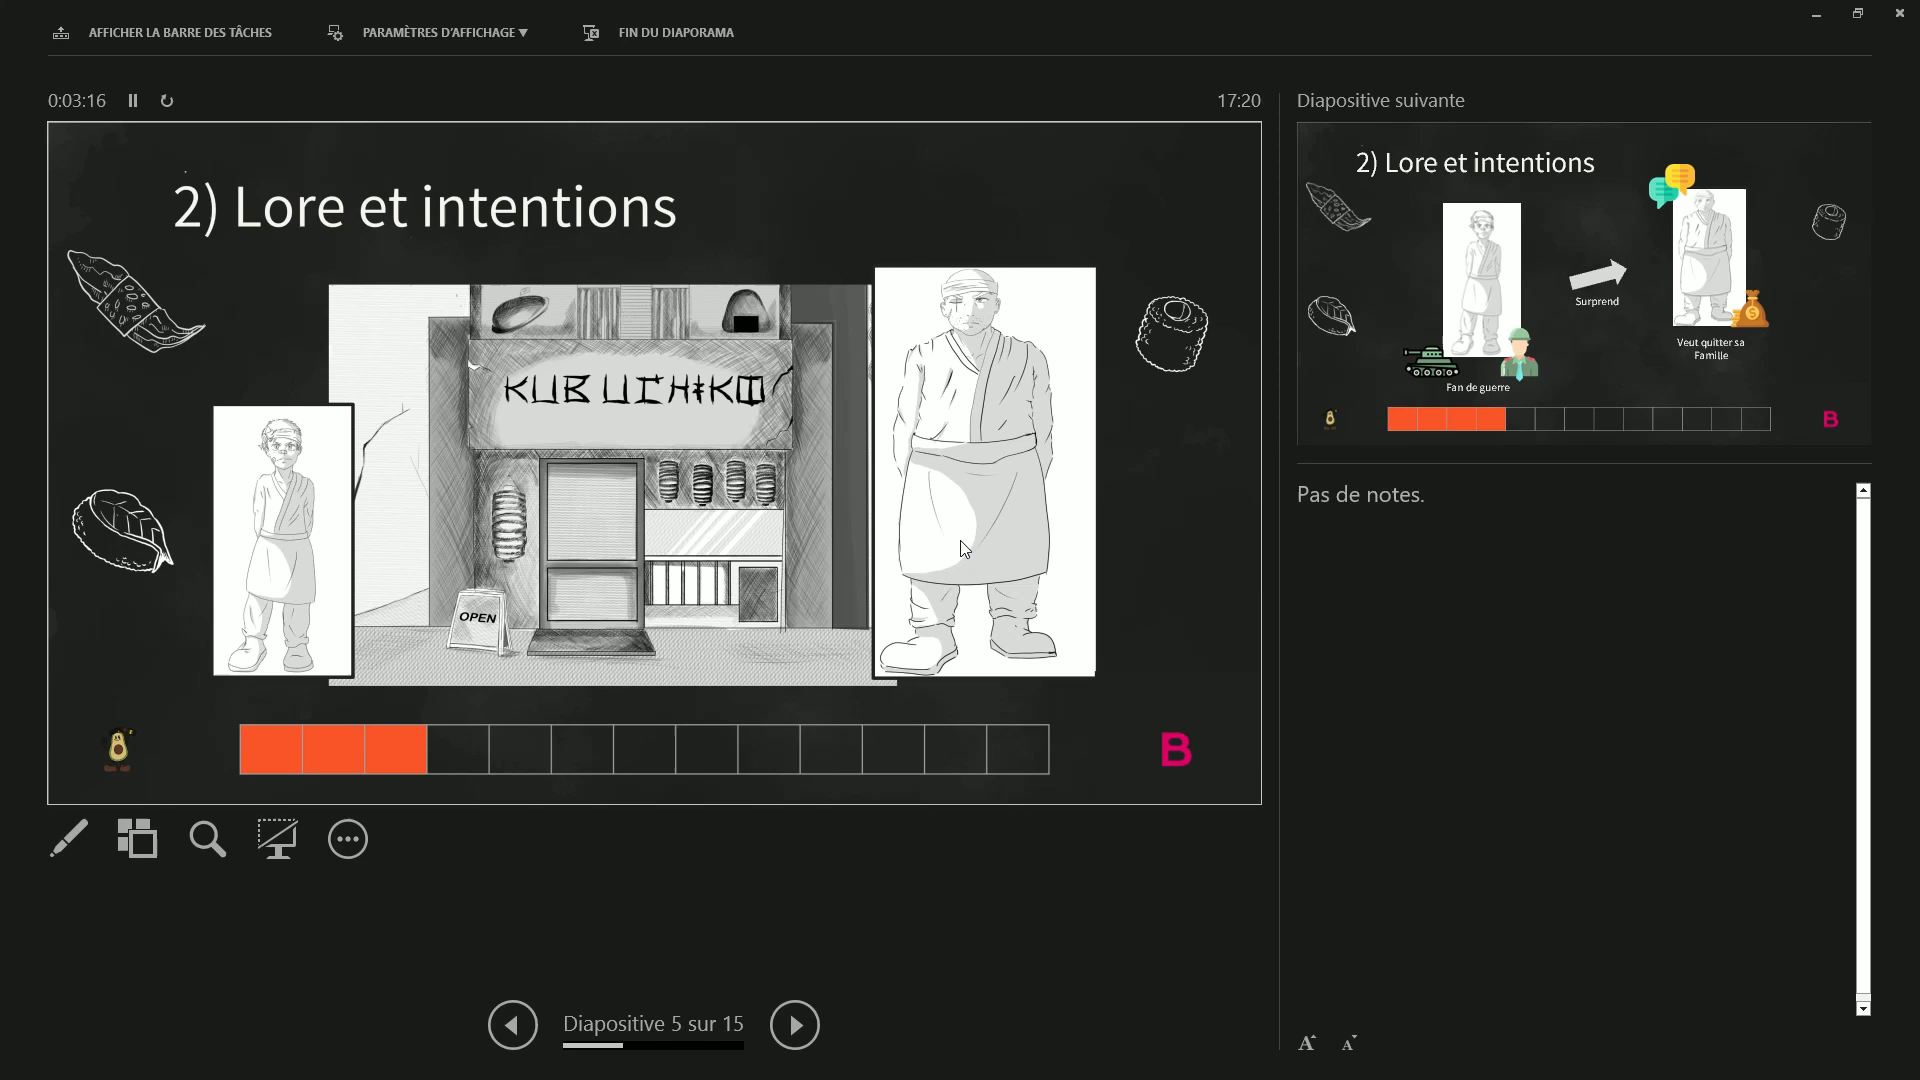 AFFICHER LA BARRE DES TÂCHES
PARAMÈTRES D'AFFICHAGE ▼
FIN DU DIAPORAMA
0:03:16
17:20
2) Lore et intentions
KUBUCHIKO
OPEN
B
Diapositive 5 sur 15
Diapositive suivante
2) Lore et intentions
Surprend
Veut quitter sa
Famille
Fan de guerre
B
Pas de notes.
A
A